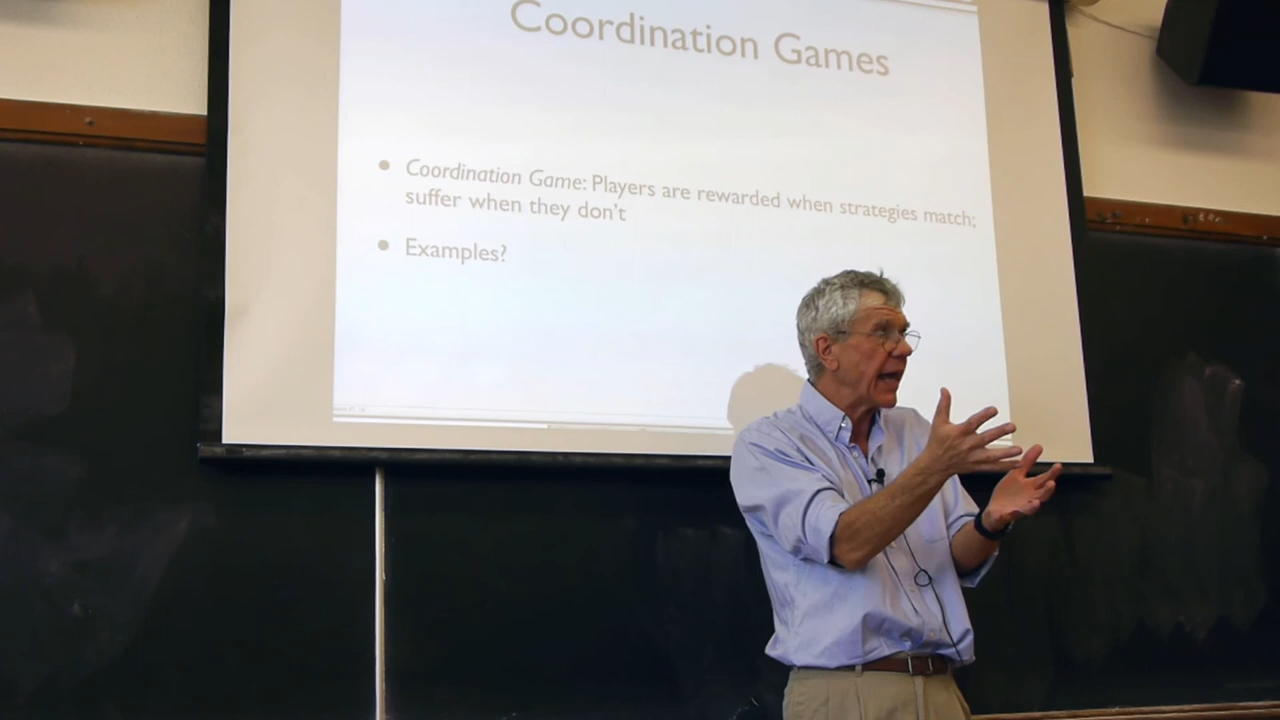 Coordination Games
• Coordination Game: Players are rewarded when strategies match;
suffer when they don't
• Examples?